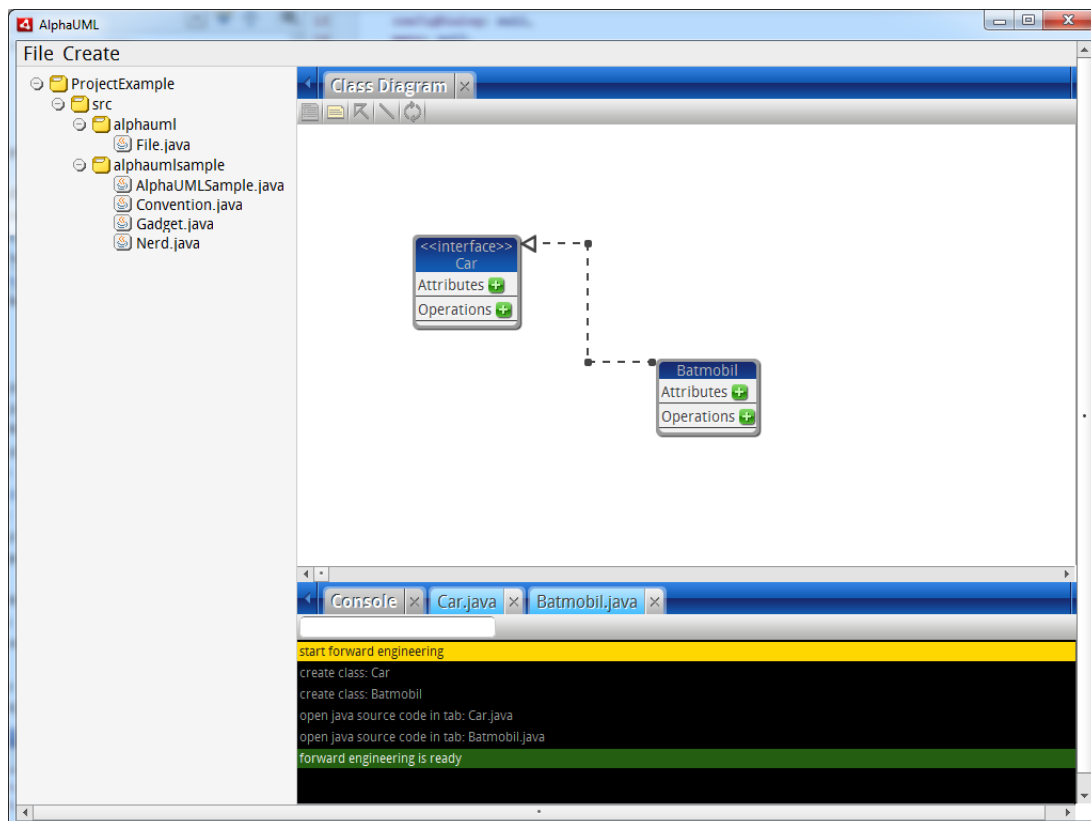 AlphaUML
File Create
ProjectExample
src
alphauml
File.java
alphaumlsample
AlphaUMLSample.java
Convention.java
Gadget.java
Nerd.java
Class Diagram
<<interface>>
Car
Attributes
Operations
Batmobil
Attributes
Operations
Console Car.java Batmobil.java
start forward engineering
create class: Car
create class: Batmobil
open java source code in tab: Car.java
open java source code in tab: Batmobil.java
forward engineering is ready